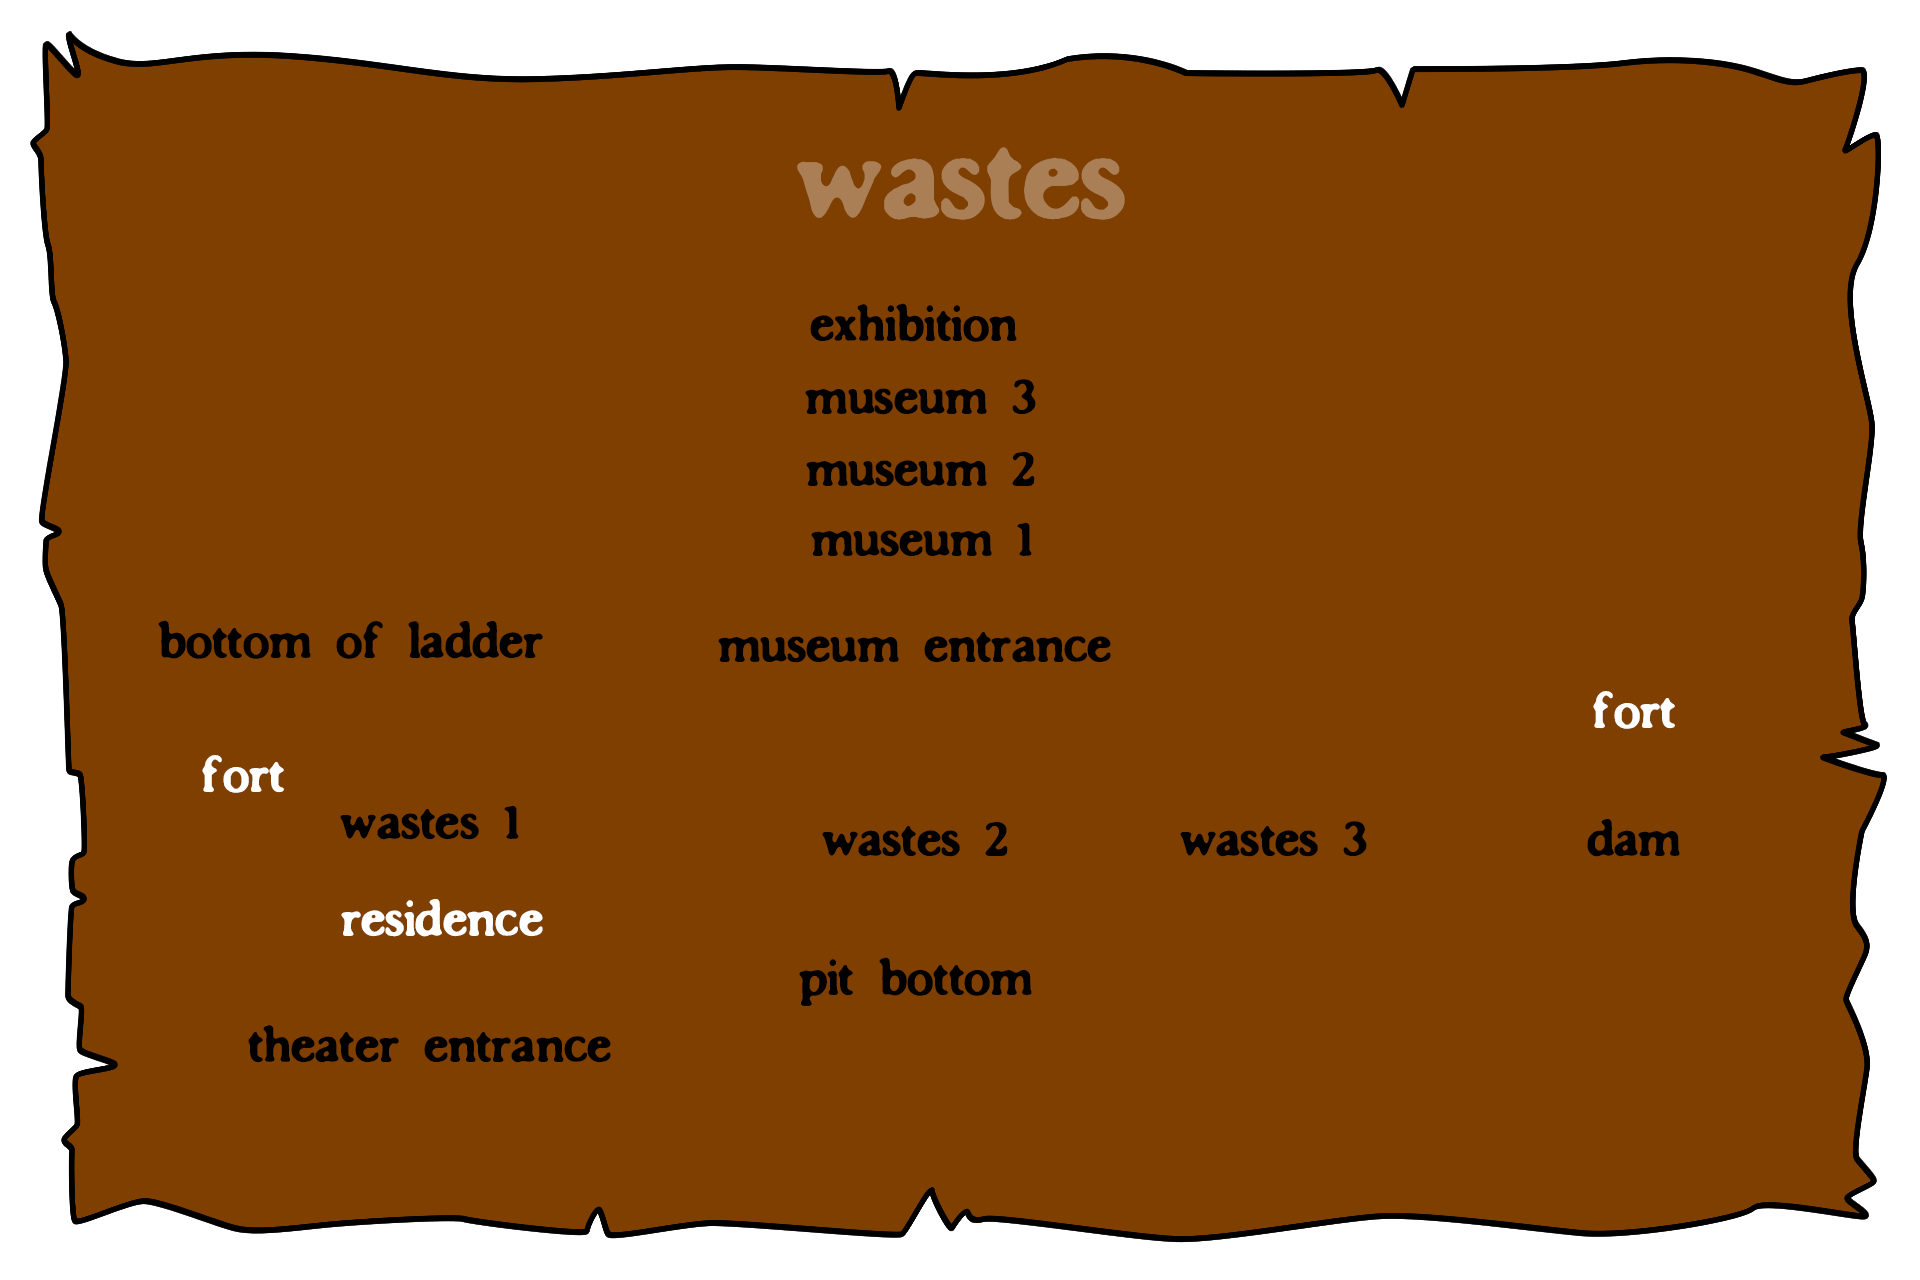 wastes
exhibition
museum 3
museum 2
museum 1
bottom of ladder
museum entrance
fort
fort
wastes 1
wastes 2
wastes 3
dam
residence
pit bottom
theater entrance